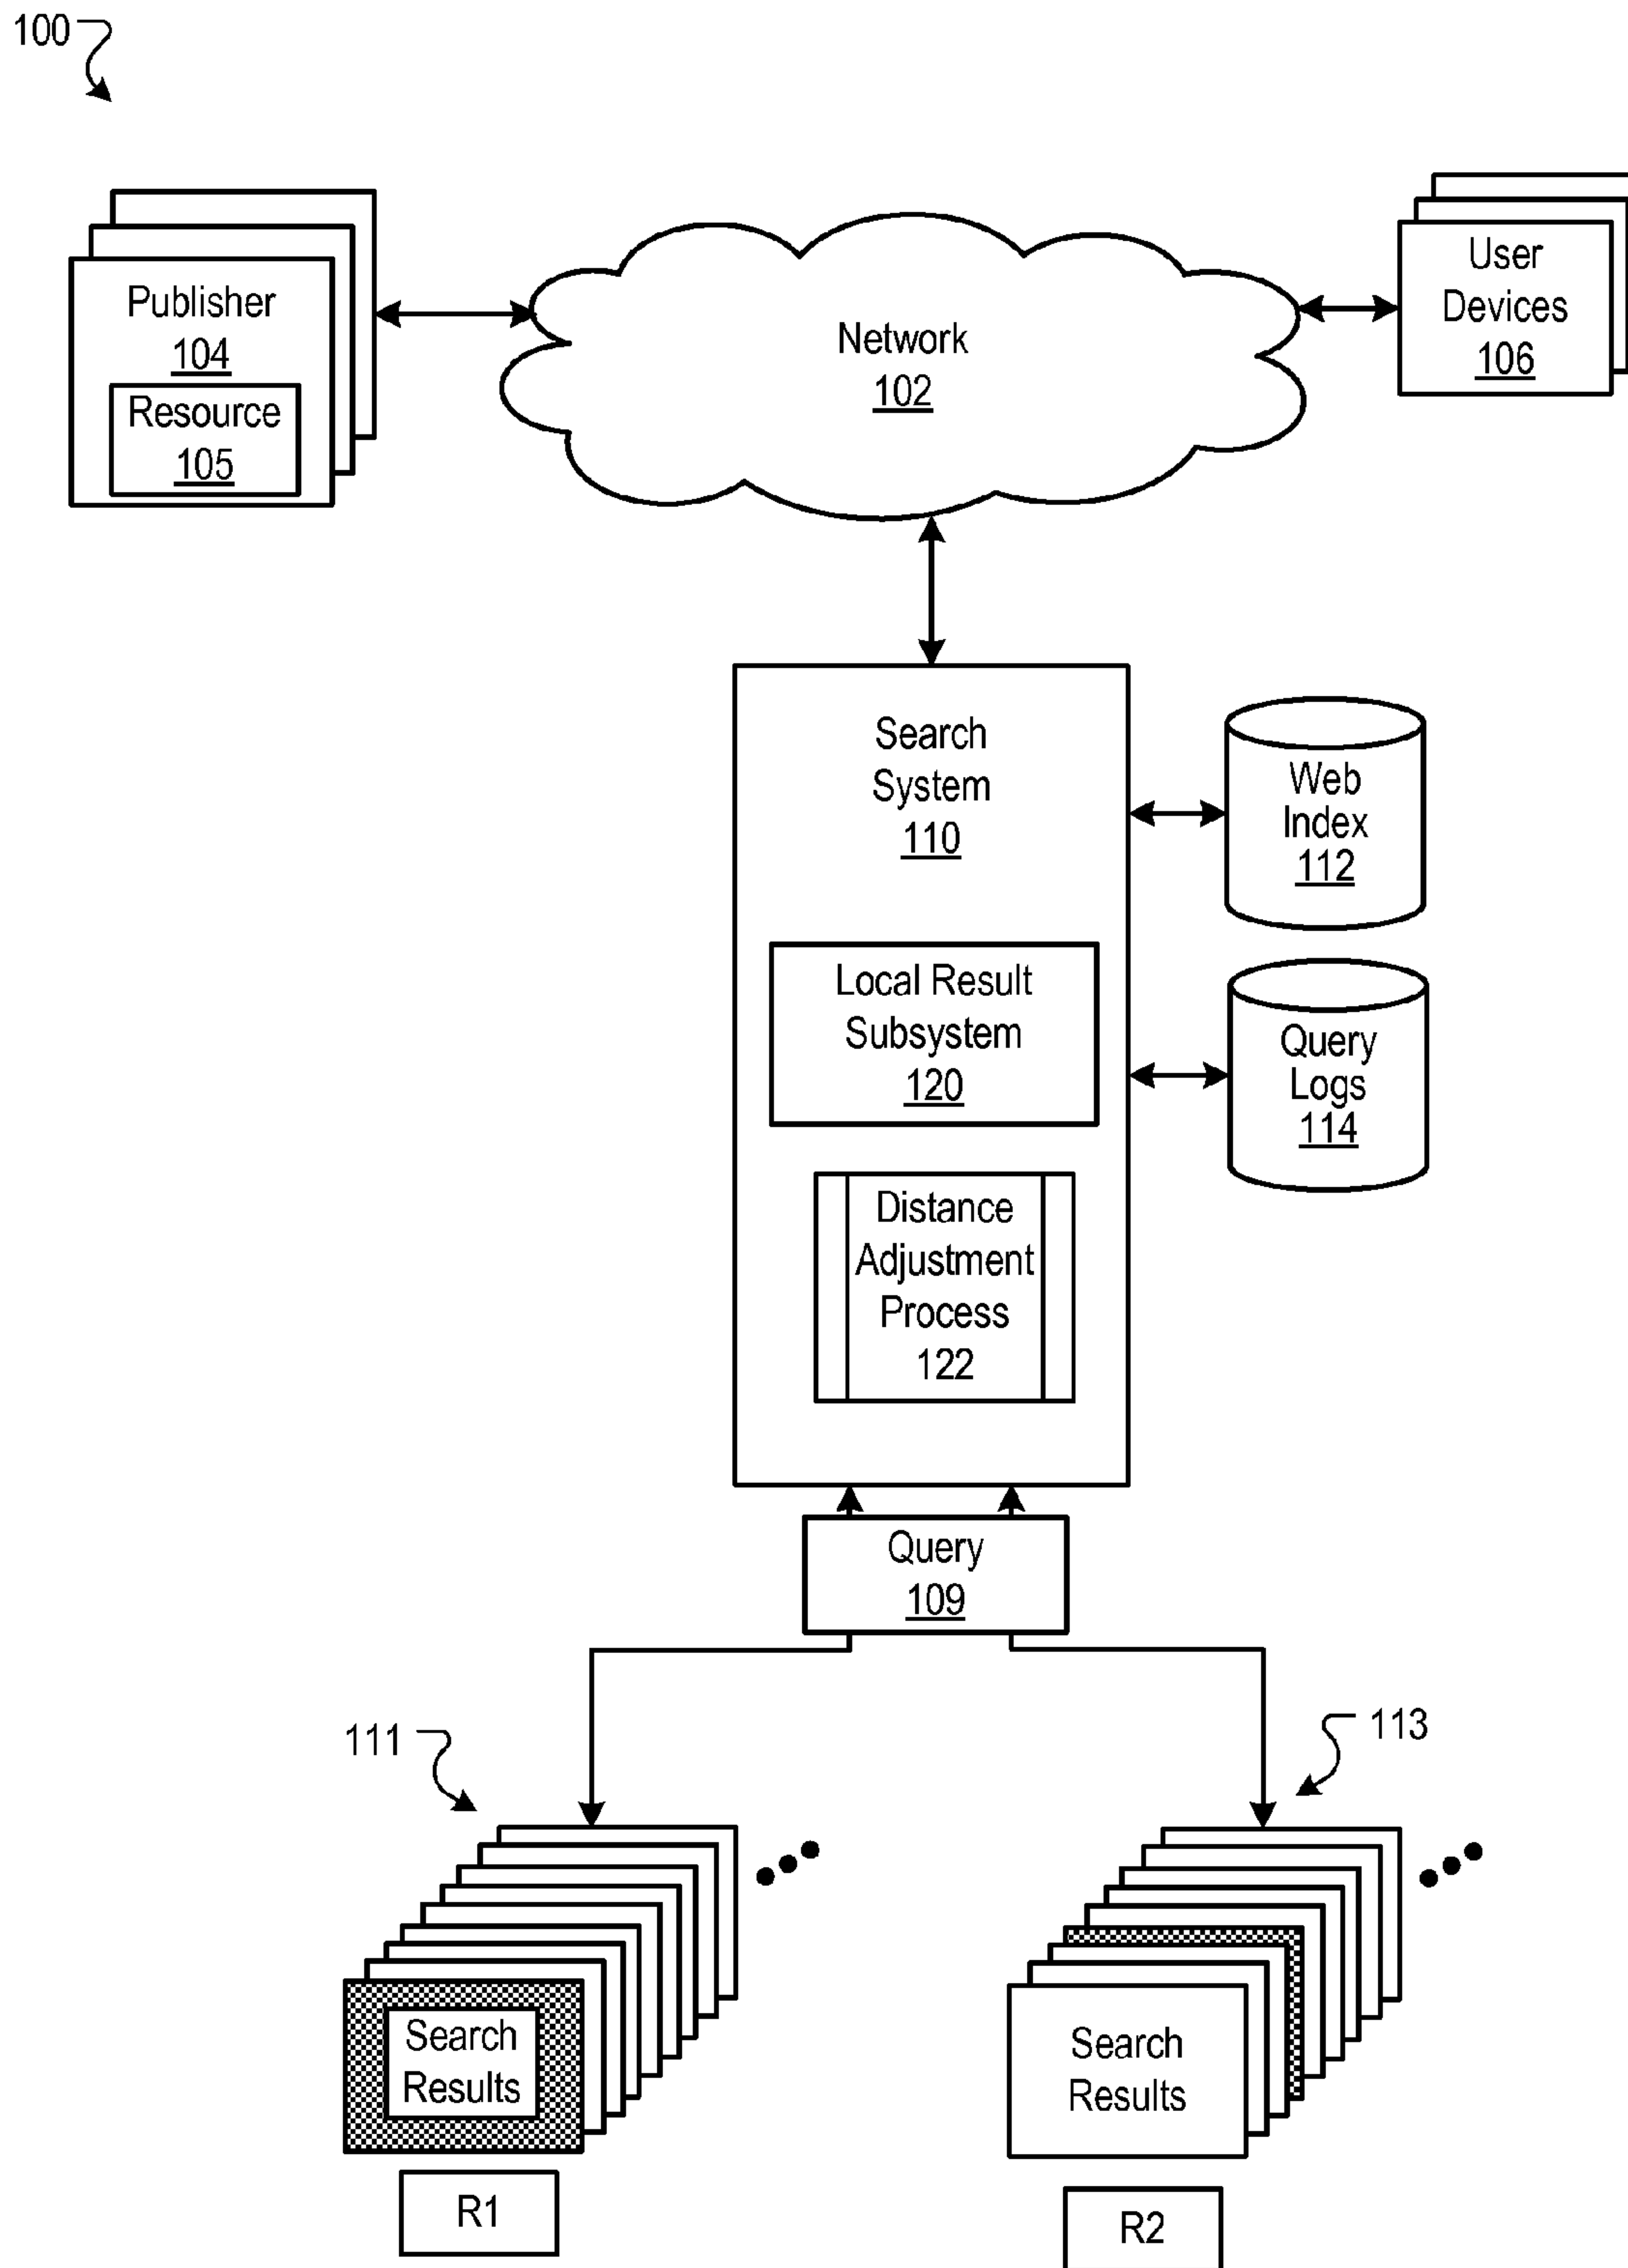 100
Publisher
104
Resource
105
Network
102
User
Devices
106
Search
System
110
Web
Index
112
Local Result
Subsystem
120
Query
Logs
114
Distance
Adjustment
Process
122
Query
109
111
113
Search
Results
Search
Results
R1
R2